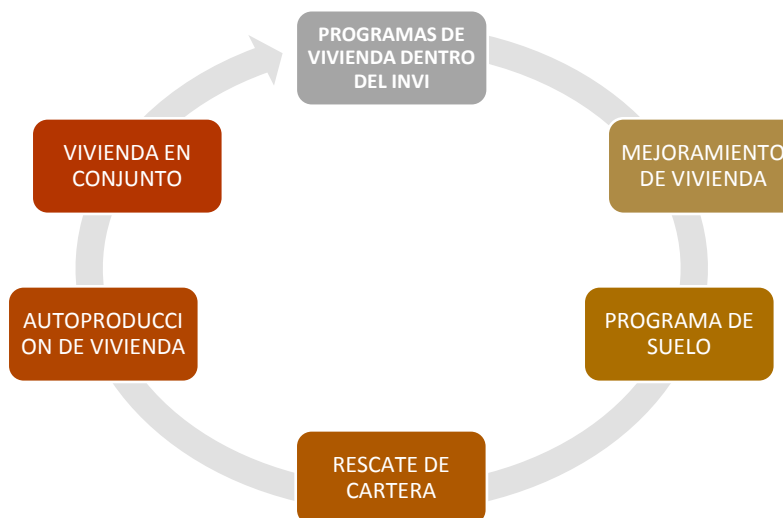 PROGRAMAS DE
VIVIENDA DENTRO
DEL INVI
MEJORAMIENTO
DE VIVIENDA
PROGRAMA DE
SUELO
RESCATE DE
CARTERA
AUTOPRODUCCI
ON DE VIVIENDA
VIVIENDA EN
CONJUNTO